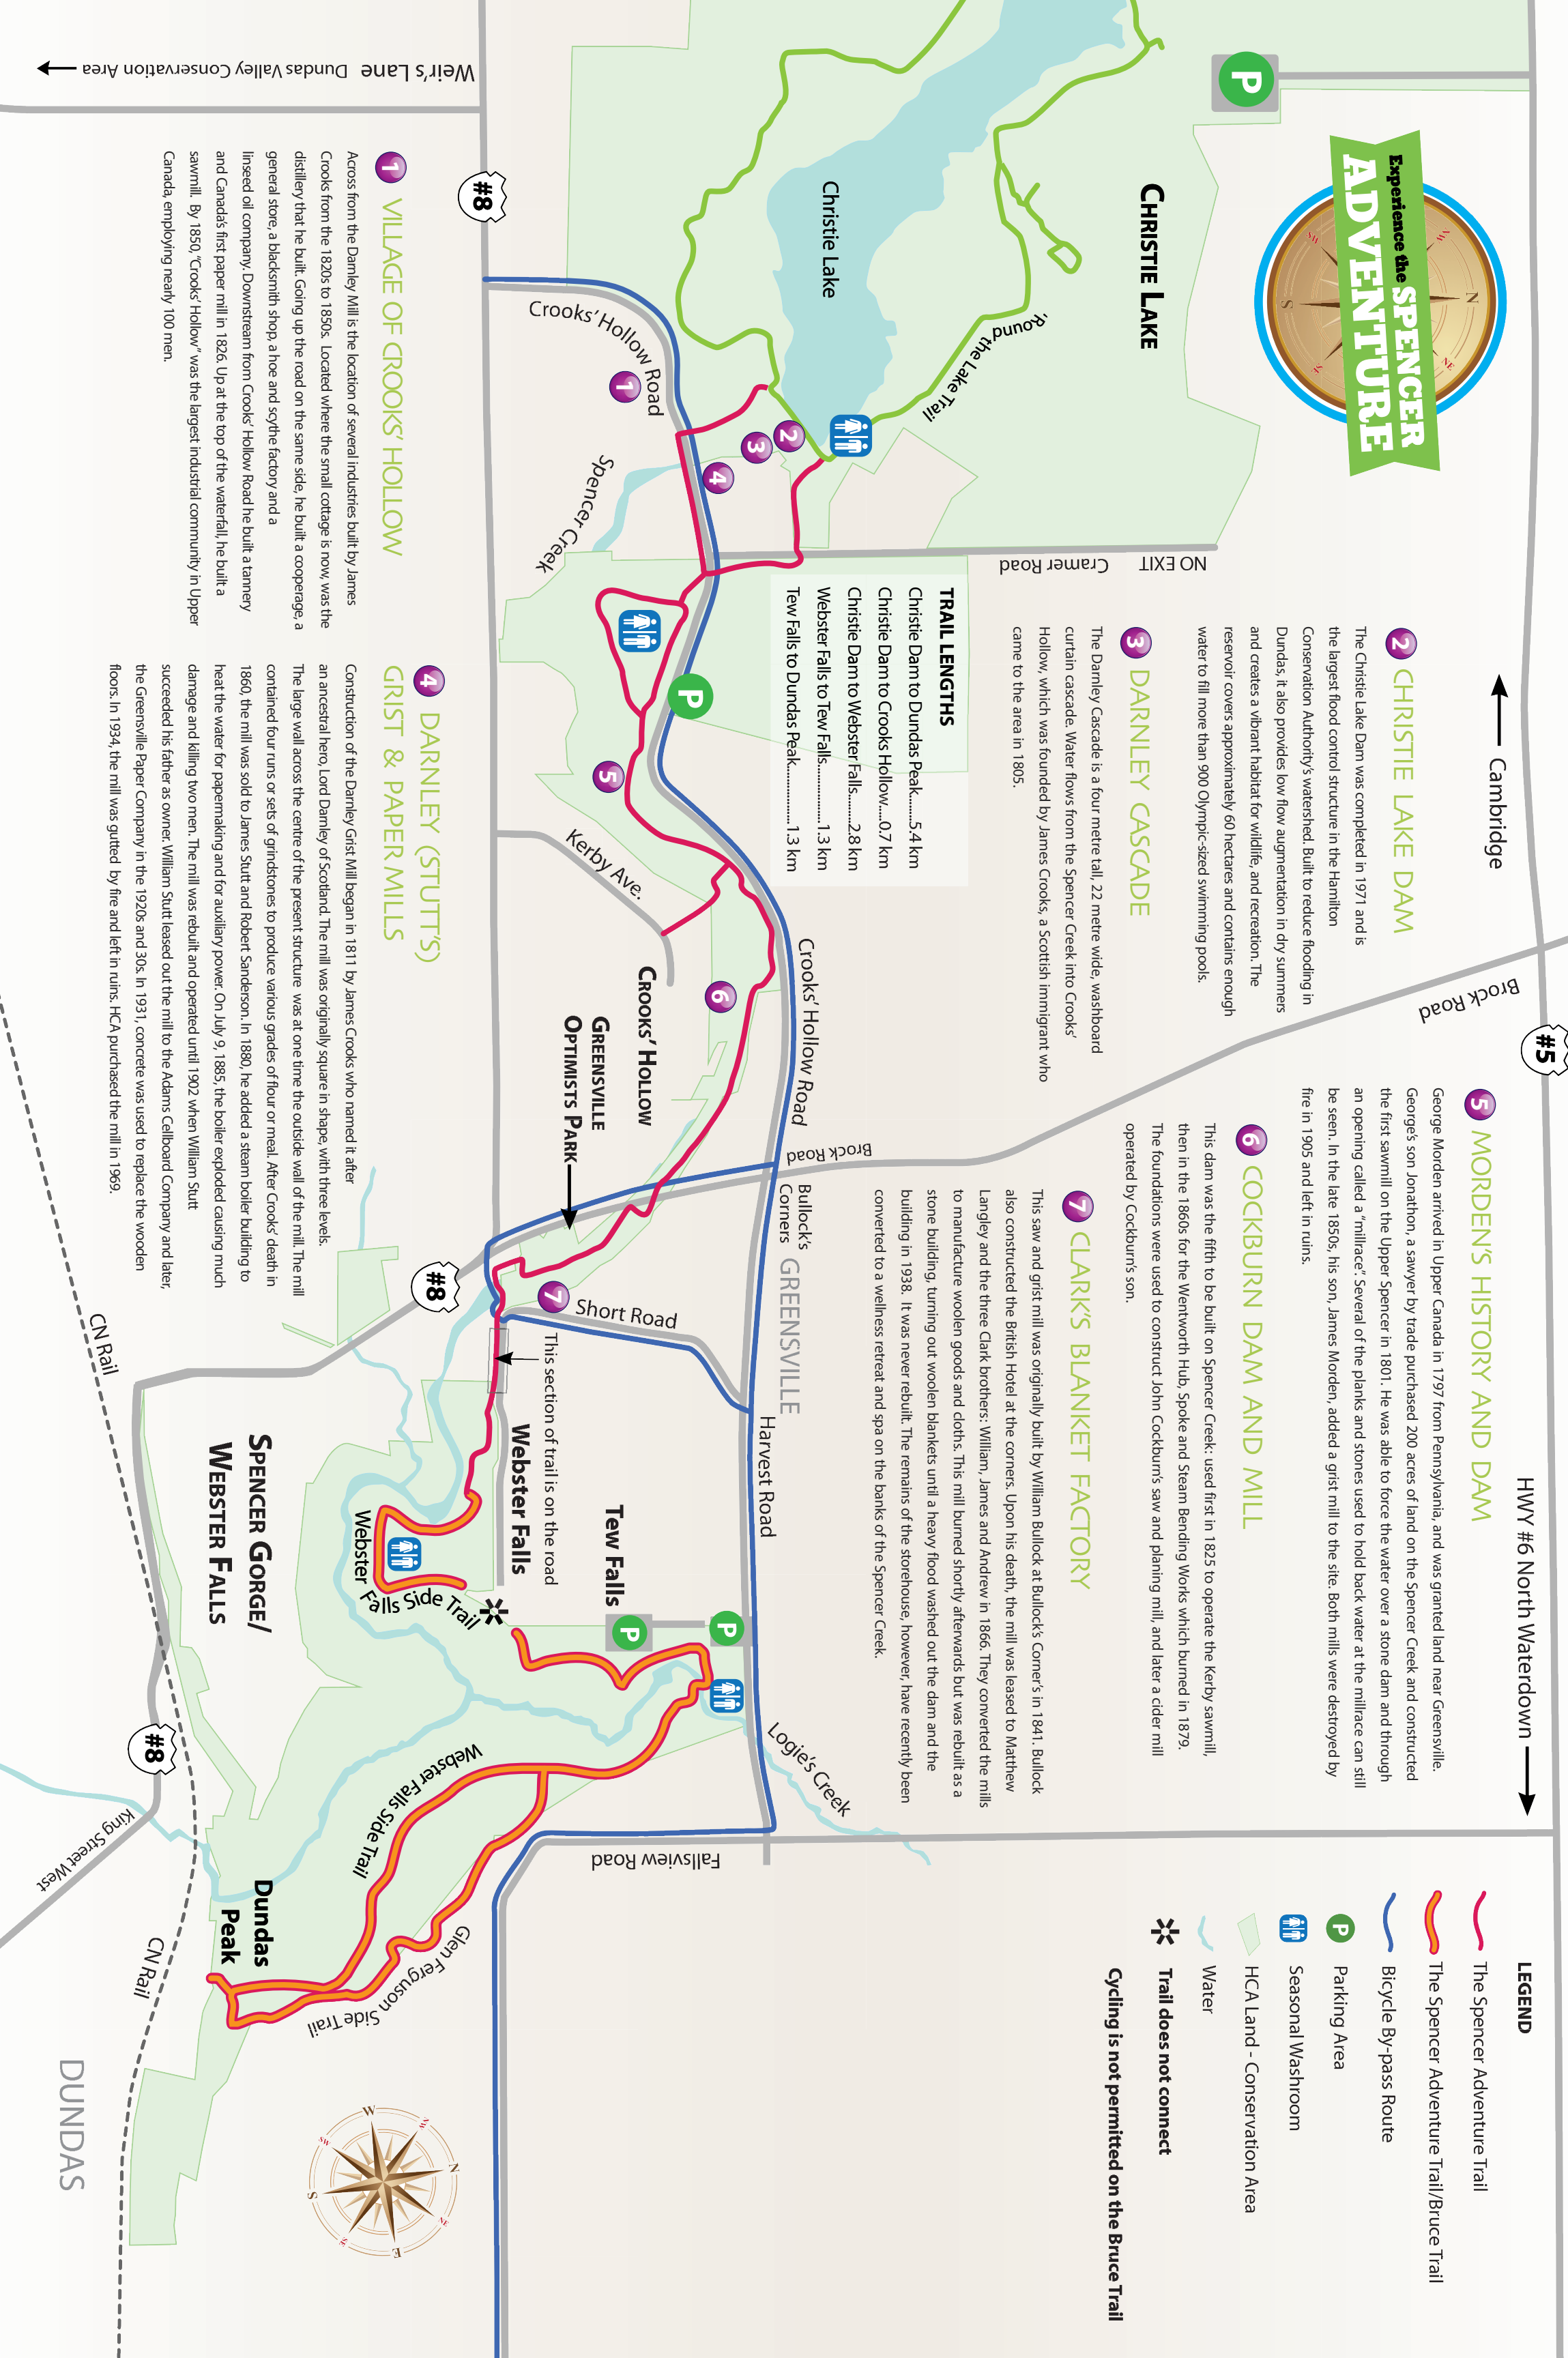 Experience the SPENCER
ADVENTURE
N
NE
NW
SW
S
CHRISTIE LAKE
Christie Lake
'Round the Lake Trail
P
Weir's Lane Dundas Valley Conservation Area
#8
Crooks' Hollow Road
1
2
3
4
Spencer Creek
NO EXIT
Cramer Road
Cambridge
Brock Road
#5
HWY #6 North Waterdown
LEGEND
The Spencer Adventure Trail
The Spencer Adventure Trail/Bruce Trail
Bicycle By-pass Route
P Parking Area
Seasonal Washroom
HCA Land - Conservation Area
Water
Trail does not connect
Cycling is not permitted on the Bruce Trail
TRAIL LENGTHS
Christie Dam to Dundas Peak........5.4 km
Christie Dam to Crooks Hollow.....0.7 km
Christie Dam to Webster Falls........2.8 km
Webster Falls to Tew Falls...............1.3 km
Tew Falls to Dundas Peak..............1.3 km
1 VILLAGE OF CROOKS' HOLLOW
Across from the Darnley Mill is the location of several industries built by James
Crooks from the 1820s to 1850s. Located where the small cottage is now, was the
distillery that he built. Going up the road on the same side, he built a cooperage, a
general store, a blacksmith shop, a hoe and scythe factory and a
linseed oil company. Downstream from Crooks' Hollow Road he built a tannery
and Canada's first paper mill in 1826. Up at the top of the waterfall, he built a
sawmill. By 1850, "Crooks' Hollow" was the largest industrial community in Upper
Canada, employing nearly 100 men.
2 CHRISTIE LAKE DAM
The Christie Lake Dam was completed in 1971 and is
the largest flood control structure in the Hamilton
Conservation Authority's watershed. Built to reduce flooding in
Dundas, it also provides low flow augmentation in dry summers
and creates a vibrant habitat for wildlife, and recreation. The
reservoir covers approximately 60 hectares and contains enough
water to fill more than 900 Olympic-sized swimming pools.
3 DARNLEY CASCADE
The Darnley Cascade is a four metre tall, 22 metre wide, washboard
curtain cascade. Water flows from the Spencer Creek into Crooks'
Hollow, which was founded by James Crooks, a Scottish immigrant who
came to the area in 1805.
4 DARNLEY (STUTT'S)
GRIST & PAPER MILLS
Construction of the Darnley Grist Mill began in 1811 by James Crooks who named it after
an ancestral hero, Lord Darnley of Scotland. The mill was originally square in shape, with three levels.
The large wall across the centre of the present structure was at one time the outside wall of the mill. The mill
contained four runs or sets of grindstones to produce various grades of flour or meal. After Crooks' death in
1860, the mill was sold to James Stutt and Robert Sanderson. In 1880, he added a steam boiler building to
heat the water for papermaking and for auxiliary power. On July 9, 1885, the boiler exploded causing much
damage and killing two men. The mill was rebuilt and operated until 1902 when William Stutt
succeeded his father as owner. William Stutt leased out the mill to the Adams Cellboard Company and later,
the Greensville Paper Company in the 1920s and 30s. In 1931, concrete was used to replace the wooden
floors. In 1934, the mill was gutted by fire and left in ruins. HCA purchased the mill in 1969.
5 MORDEN'S HISTORY AND DAM
George Morden arrived in Upper Canada in 1797 from Pennsylvania, and was granted land near Greensville.
George's son Jonathon, a sawyer by trade purchased 200 acres of land on the Spencer Creek and constructed
the first sawmill on the Upper Spencer in 1801. He was able to force the water over a stone dam and through
an opening called a "millrace". Several of the planks and stones used to hold back water at the millrace can still
be seen. In the late 1850s, his son, James Morden, added a grist mill to the site. Both mills were destroyed by
fire in 1905 and left in ruins.
6 COCKBURN DAM AND MILL
This dam was the fifth to be built on Spencer Creek: used first in 1825 to operate the Kerby sawmill,
then in the 1860s for the Wentworth Hub, Spoke and Steam Bending Works which burned in 1879.
The foundations were used to construct John Cockburn's saw and planing mill, and later a cider mill
operated by Cockburn's son.
7 CLARK'S BLANKET FACTORY
This saw and grist mill was originally built by William Bullock at Bullock's Corner's in 1841. Bullock
also constructed the British Hotel at the corners. Upon his death, the mill was leased to Matthew
Langley and the three Clark brothers: William, James and Andrew in 1866. They converted the mills
to manufacture woolen goods and cloths. This mill burned shortly afterwards but was rebuilt as a
stone building, turning out woolen blankets until a heavy flood washed out the dam and the
building in 1938. It was never rebuilt. The remains of the storehouse, however, have recently been
converted to a wellness retreat and spa on the banks of the Spencer Creek.
P
5
Kerby Ave.
6
Crooks' Hollow Road
CROOKS' HOLLOW
GREENSVILLE
OPTIMISTS PARK
Brock Road
Bullock's
Corners
GREENSVILLE
#8
7
Short Road
This section of trail is on the road
Harvest Road
Webster Falls
Tew Falls
P
P
Webster Falls Side Trail
SPENCER GORGE/
WEBSTER FALLS
CN Rail
#8
King Street West
Logie's Creek
Fallsview Road
Webster Falls Side Trail
Glen Ferguson Side Trail
Dundas
Peak
CN Rail
DUNDAS
N
NE
E
S
SW
W
NW